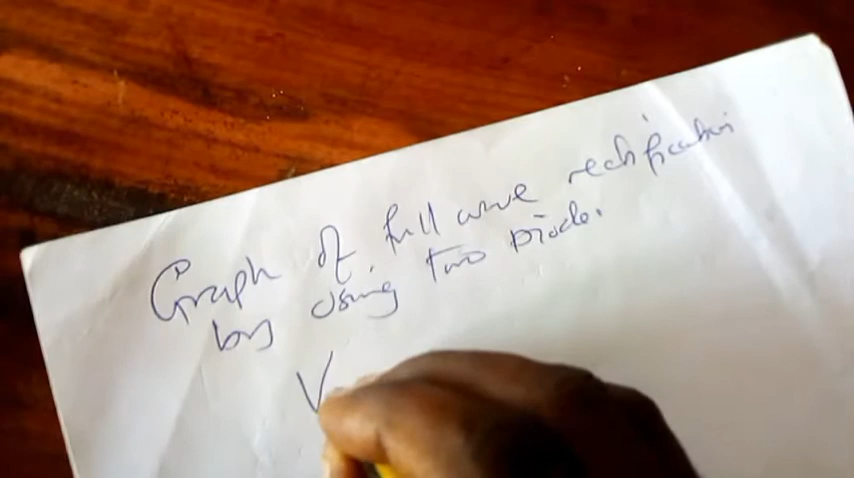 Graph of full wave rectification
by using two Diode.
V